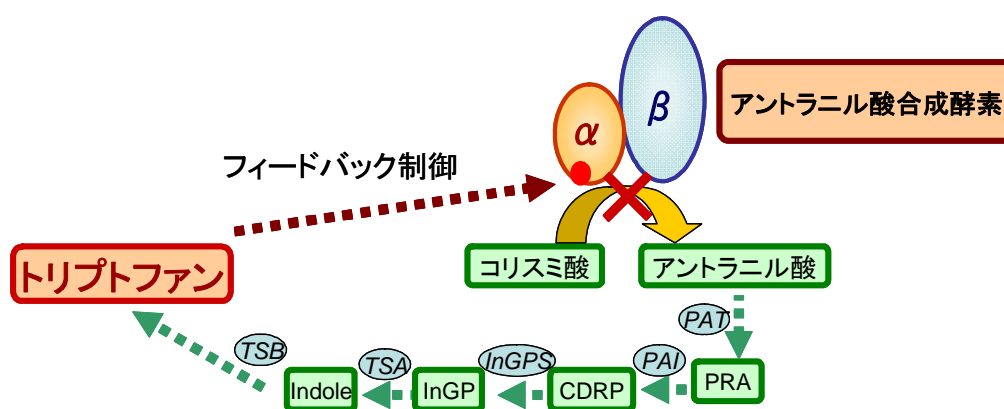 β
アントラニル酸合成酵素
α
フィードバック制御
コリスミ酸
アントラニル酸
トリプトファン
PAT
TSB
TSA
InGPS
PAI
Indole
InGP
CDRP
PRA